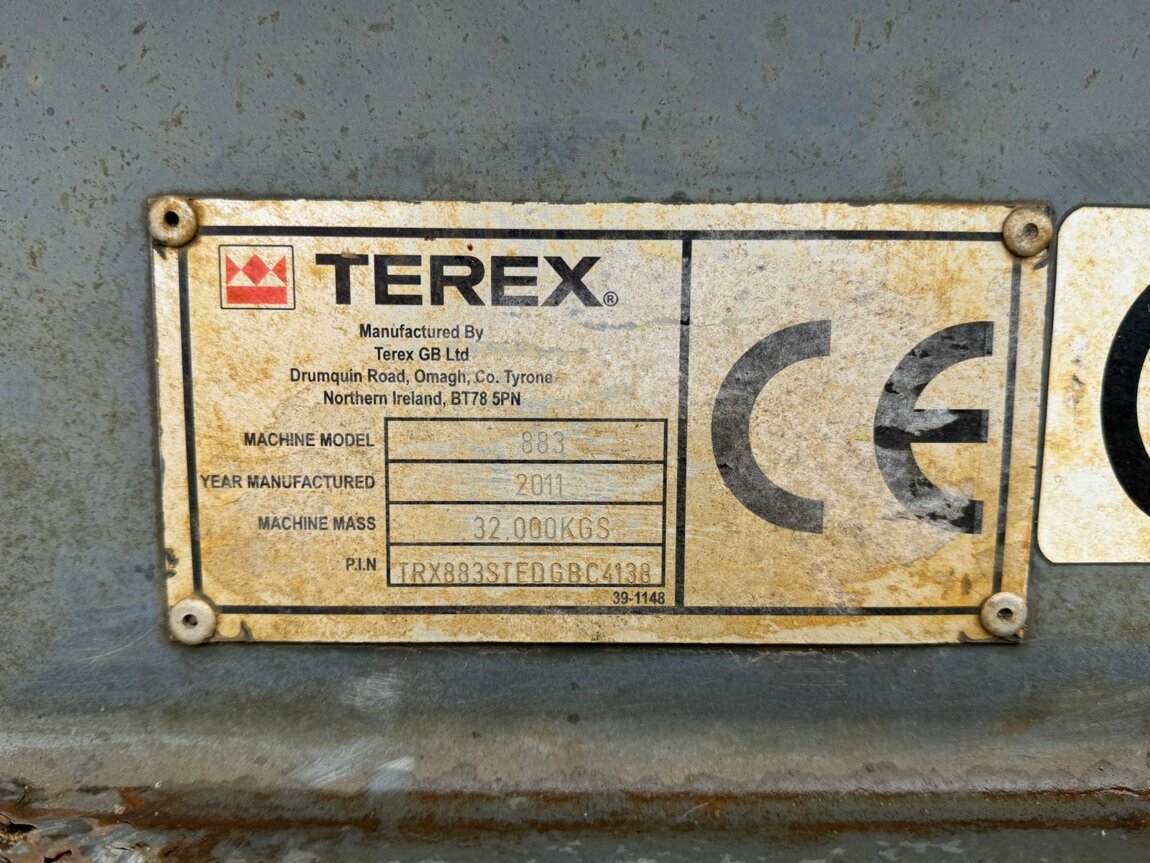 TEREX®
Manufactured By
Terex GB Ltd
Drumquin Road, Omagh, Co. Tyrone
Northern Ireland, BT78 5PN
MACHINE MODEL 883
YEAR MANUFACTURED 2011
MACHINE MASS 32,000KGS
P.I.N TRX883STEDGBC4138
39-1148
CE